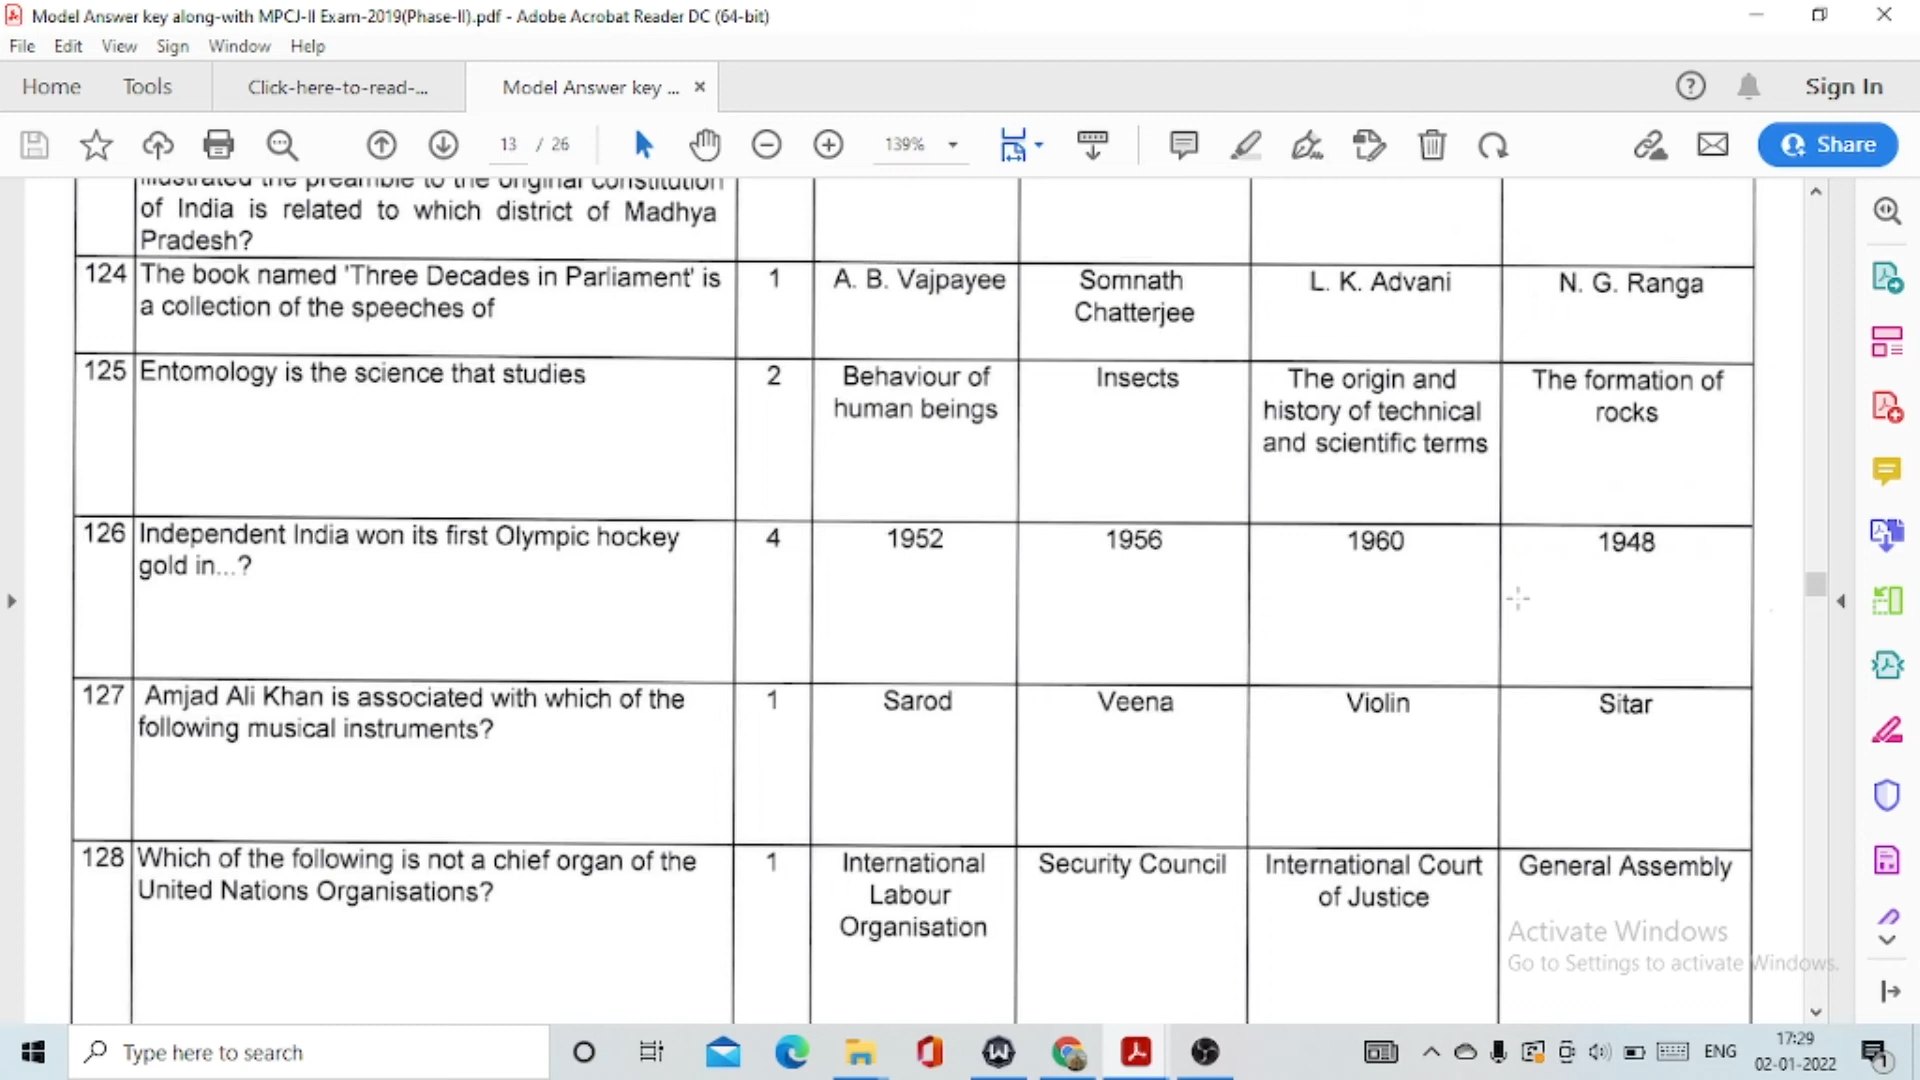 Model Answer key along-with MPCJ-II Exam-2019(Phase-II).pdf - Adobe Acrobat Reader DC (64-bit)
File Edit View Sign Window Help
Home Tools Click-here-to-read-... Model Answer key ... × Sign In
13 / 26 139% Share
illustrated the preamble to the original constitution
of India is related to which district of Madhya
Pradesh?
124 The book named 'Three Decades in Parliament' is 1 A. B. Vajpayee Somnath L. K. Advani N. G. Ranga
a collection of the speeches of Chatterjee
125 Entomology is the science that studies 2 Behaviour of Insects The origin and The formation of
human beings history of technical rocks
and scientific terms
126 Independent India won its first Olympic hockey 4 1952 1956 1960 1948
gold in...?
127 Amjad Ali Khan is associated with which of the 1 Sarod Veena Violin Sitar
following musical instruments?
128 Which of the following is not a chief organ of the 1 International Security Council International Court General Assembly
United Nations Organisations? Labour of Justice
Organisation
Activate Windows
Go to Settings to activate Windows.
Type here to search ENG 17:29
02-01-2022 1